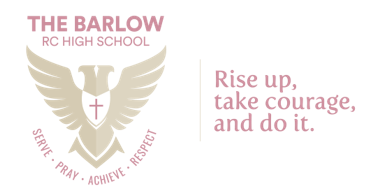 THE BARLOW
RC HIGH SCHOOL
SERVE · PRAY · ACHIEVE · RESPECT
Rise up,
take courage,
and do it.